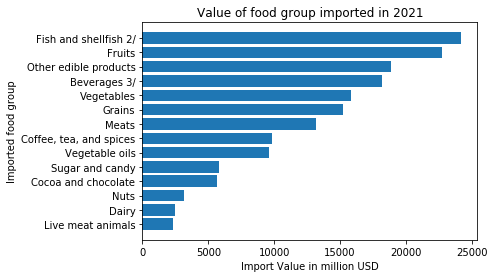 Value of food group imported in 2021
Imported food group
Fish and shellfish 2/
Fruits
Other edible products
Beverages 3/
Vegetables
Grains
Meats
Coffee, tea, and spices
Vegetable oils
Sugar and candy
Cocoa and chocolate
Nuts
Dairy
Live meat animals
0 5000 10000 15000 20000 25000
Import Value in million USD